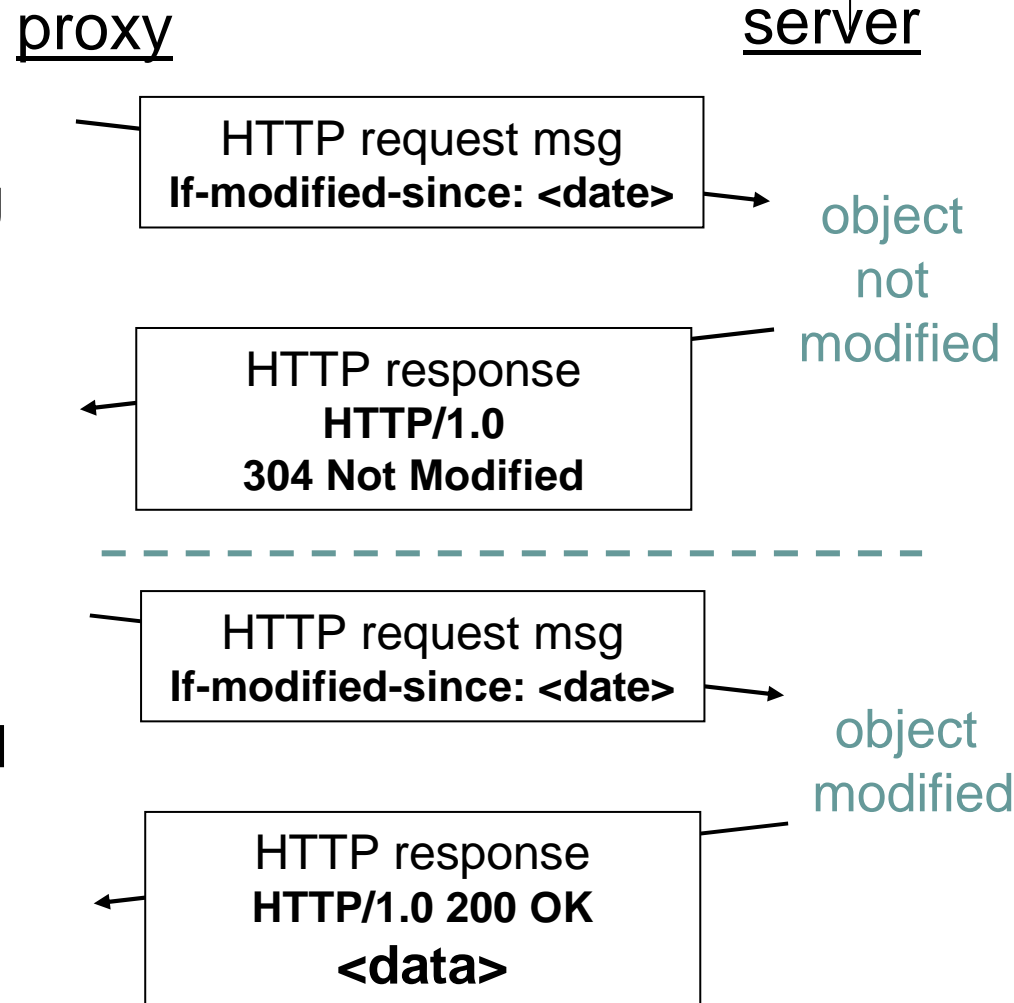 proxy
server
HTTP request msg
If-modified-since: <date>
object
not
modified
HTTP response
HTTP/1.0
304 Not Modified
HTTP request msg
If-modified-since: <date>
object
modified
HTTP response
HTTP/1.0 200 OK
<data>